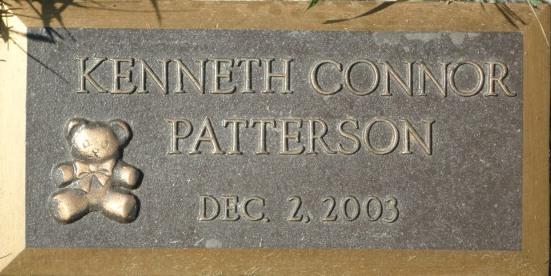 KENNETH CONNOR
PATTERSON
DEC. 2, 2003